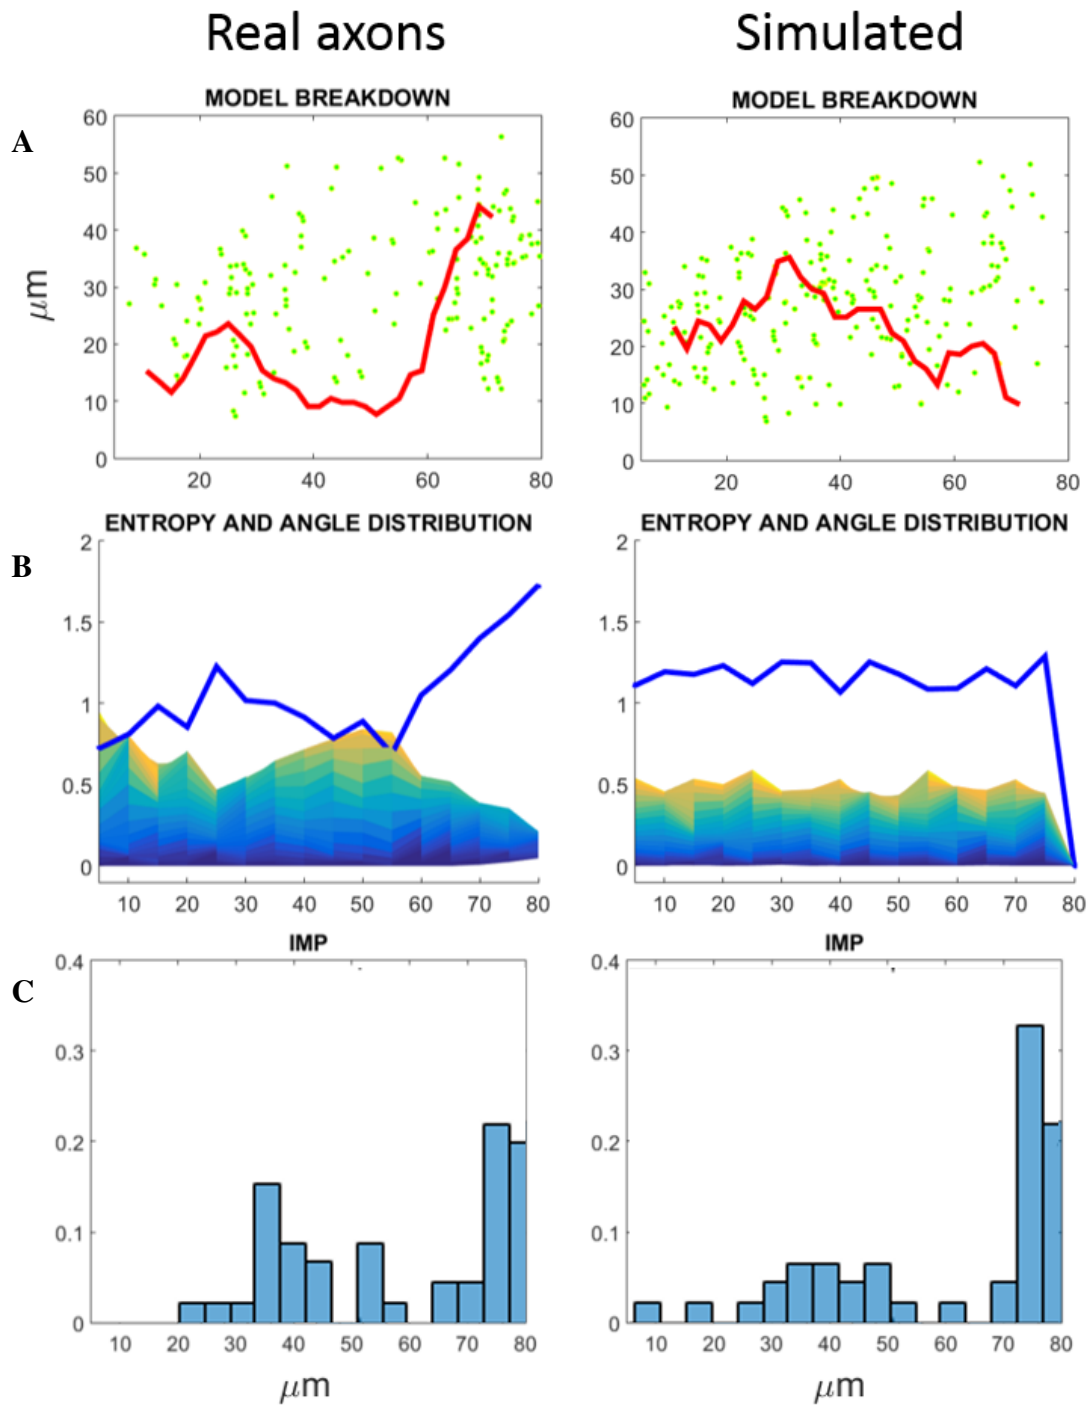 Real axons
Simulated
A
MODEL BREAKDOWN
MODEL BREAKDOWN
μm
60
50
40
30
20
10
0
20 40 60 80
60
50
40
30
20
10
0
20 40 60 80
B
ENTROPY AND ANGLE DISTRIBUTION
ENTROPY AND ANGLE DISTRIBUTION
2
1.5
1
0.5
0
10 20 30 40 50 60 70 80
2
1.5
1
0.5
0
10 20 30 40 50 60 70 80
C
IMP
IMP
0.4
0.3
0.2
0.1
0
10 20 30 40 50 60 70 80
0.4
0.3
0.2
0.1
0
10 20 30 40 50 60 70 80
μm
μm